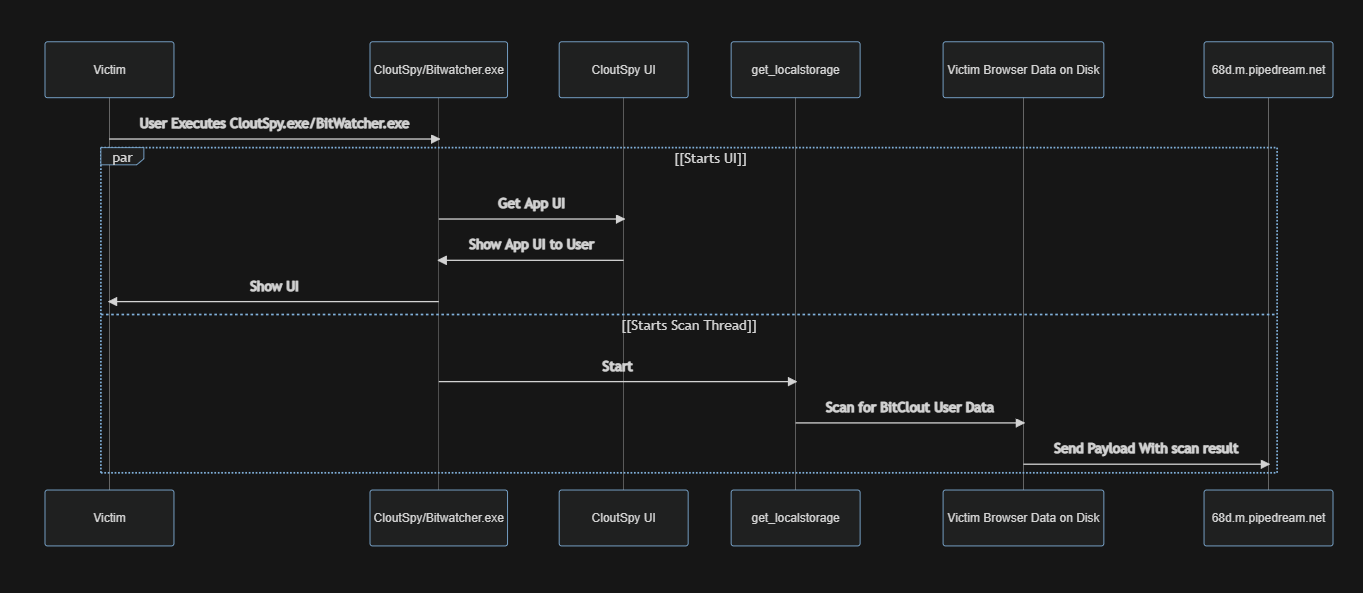 Victim
CloutSpy/Bitwatcher.exe
CloutSpy UI
get_localstorage
Victim Browser Data on Disk
68d.m.pipedream.net
User Executes CloutSpy.exe/BitWatcher.exe
par
[[Starts UI]]
Get App UI
Show App UI to User
Show UI
[[Starts Scan Thread]]
Start
Scan for BitClout User Data
Send Payload With scan result
Victim
CloutSpy/Bitwatcher.exe
CloutSpy UI
get_localstorage
Victim Browser Data on Disk
68d.m.pipedream.net